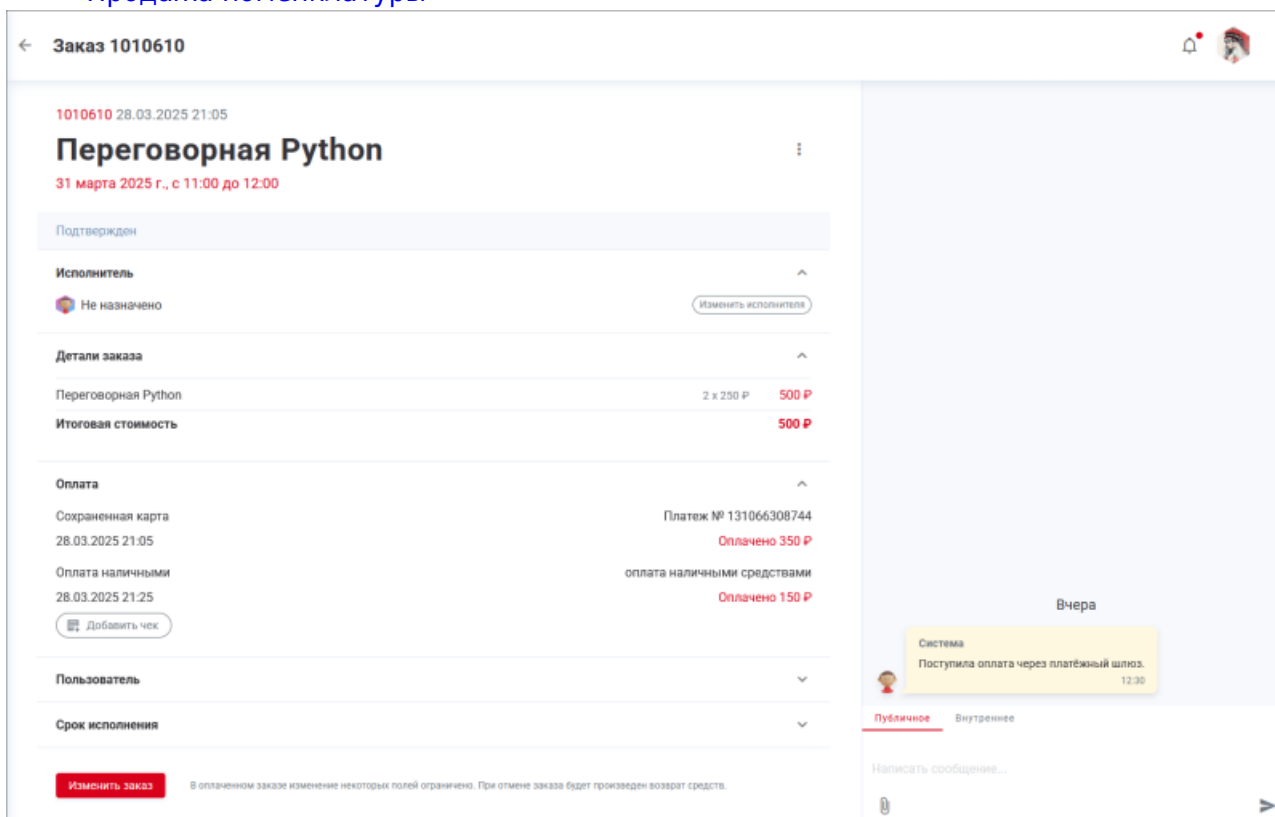 Продажа номенклатуры
Заказ 1010610
1010610 28.03.2025 21:05
Переговорная Python
31 марта 2025 г., с 11:00 до 12:00
Подтвержден
Исполнитель
Не назначено
Изменить исполнителя
Детали заказа
Переговорная Python 2 x 250 ₽ 500 ₽
Итоговая стоимость 500 ₽
Оплата
Сохраненная карта Платеж № 131066308744
28.03.2025 21:05 Оплачено 350 ₽
Оплата наличными оплата наличными средствами
28.03.2025 21:25 Оплачено 150 ₽
Добавить чек
Пользователь
Срок исполнения
Изменить заказ В оплаченном заказе изменение некоторых полей ограничено. При отмене заказа будет произведен возврат средств.
Вчера
Система
Поступила оплата через платёжный шлюз.
12:30
Публичное Внутреннее
Написать сообщение...